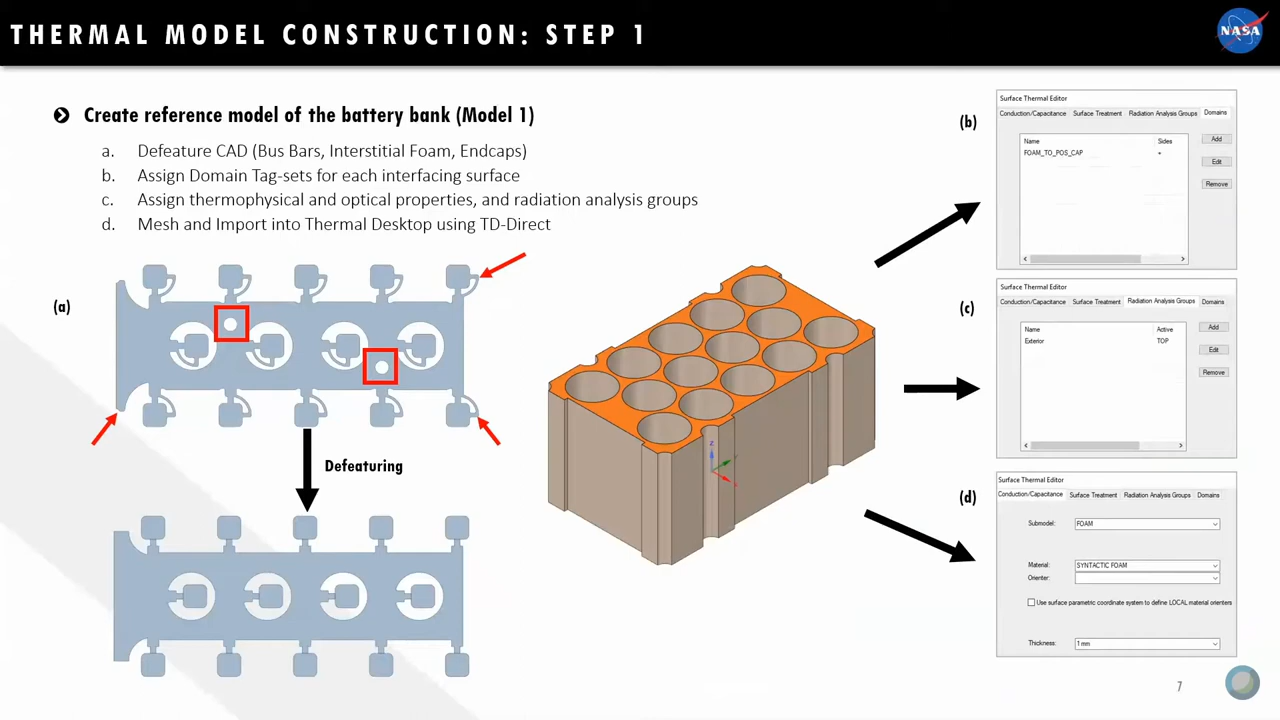 THERMAL MODEL CONSTRUCTION: STEP 1
NASA
Create reference model of the battery bank (Model 1)
a. Defeature CAD (Bus Bars, Interstitial Foam, Endcaps)
b. Assign Domain Tag-sets for each interfacing surface
c. Assign thermophysical and optical properties, and radiation analysis groups
d. Mesh and Import into Thermal Desktop using TD-Direct
(a)
Defeaturing
Z
(b)
Surface Thermal Editor
Conduction/Capacitance Surface Treatment Radiation Analysis Groups Domains
Name Sides
FOAM_TO_POS_CAP
Add
Edit
Remove
(c)
Surface Thermal Editor
Conduction/Capacitance Surface Treatment Radiation Analysis Groups Domains
Name Active
Exterior TOP
Add
Edit
Remove
(d)
Surface Thermal Editor
Conduction/Capacitance Surface Treatment Radiation Analysis Groups Domains
Submodel: FOAM
Material: SYNTACTIC FOAM
Orienter:
Use surface parametric coordinate system to define LOCAL material orienters
Thickness: 1 mm
7